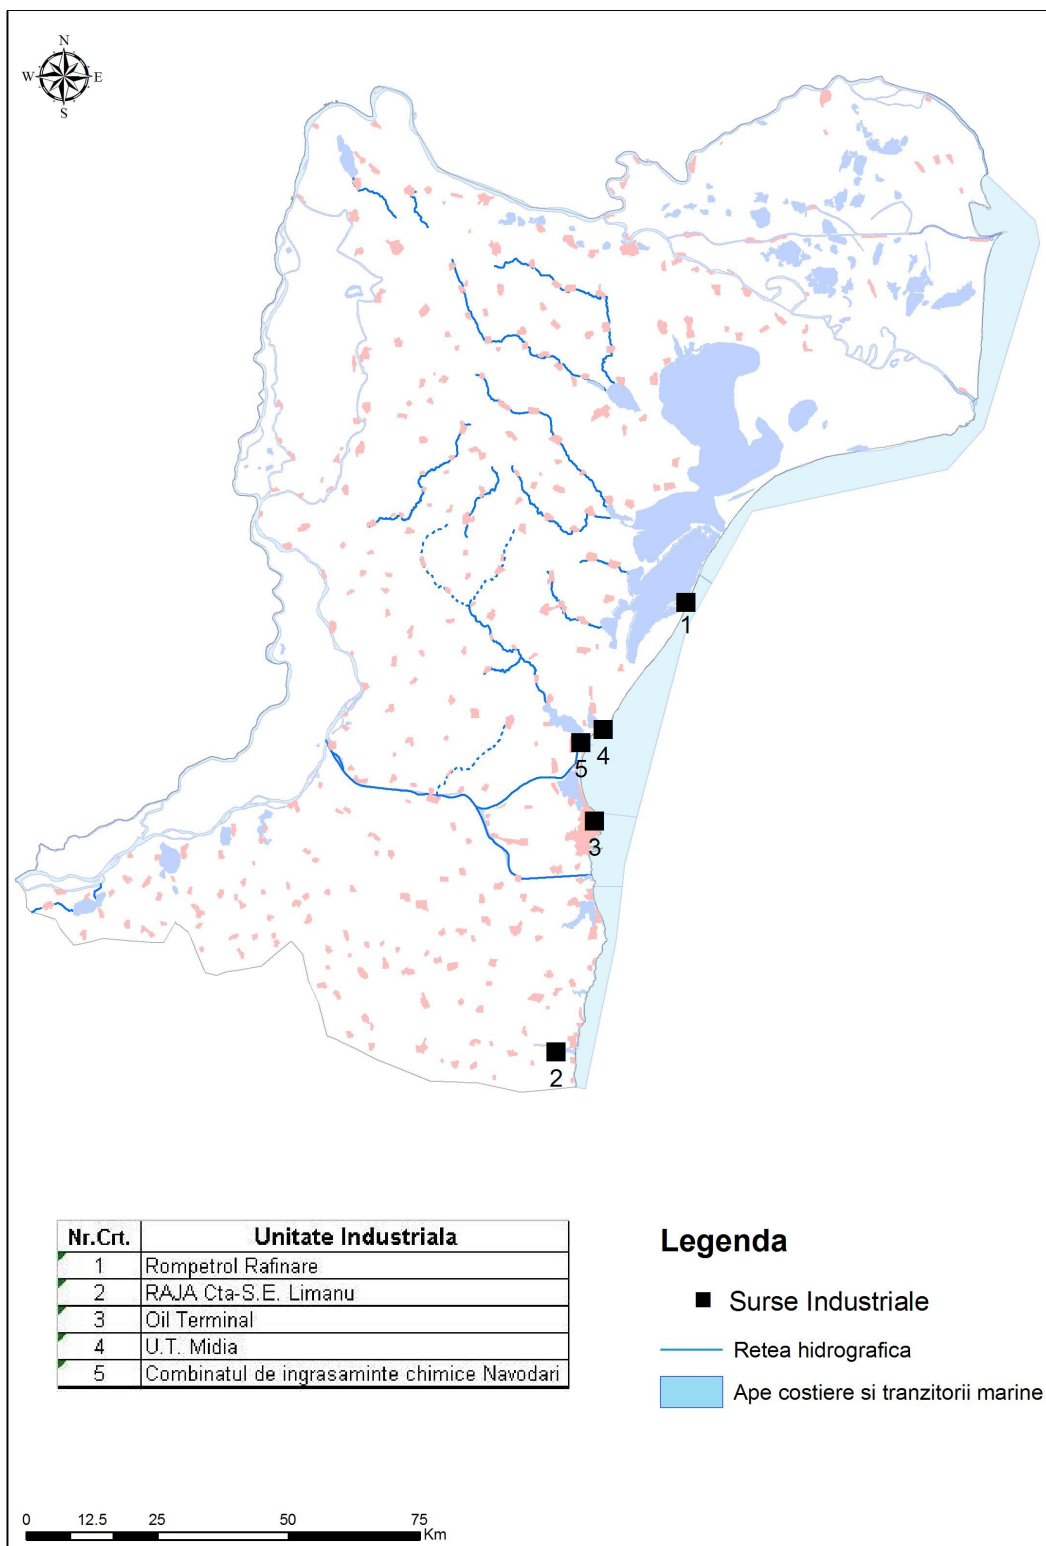 N
W E
S
1
4
5
3
2
Nr.Crt. Unitate Industriala
1 Rompetrol Rafinare
2 RAJA Cta-S.E. Limanu
3 Oil Terminal
4 U.T. Midia
5 Combinatul de ingrasaminte chimice Navodari
Legenda
Surse Industriale
Retea hidrografica
Ape costiere si tranzitorii marine
0 12.5 25 50 75
Km